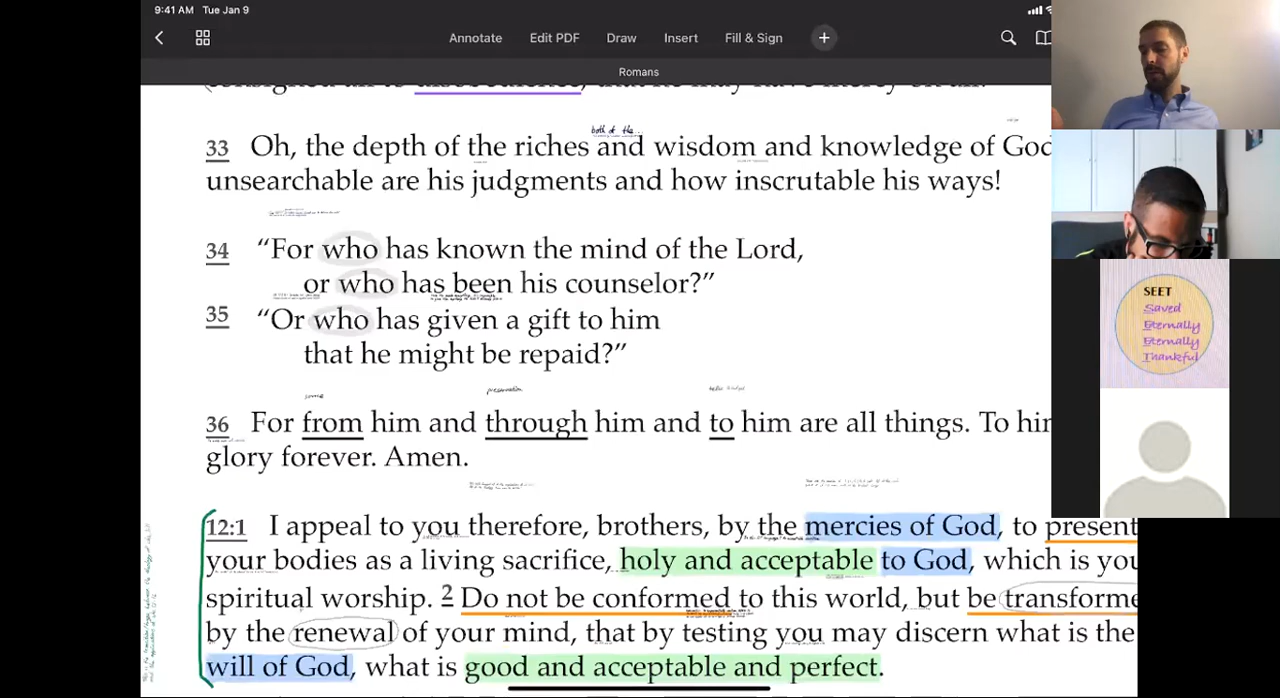 9:41 AM Tue Jan 9
Annotate Edit PDF Draw Insert Fill & Sign
Romans
both of the...
33 Oh, the depth of the riches and wisdom and knowledge of God
unsearchable are his judgments and how inscrutable his ways!
34 “For who has known the mind of the Lord,
or who has been his counselor?”
35 “Or who has given a gift to him
that he might be repaid?”
source preservation
36 For from him and through him and to him are all things. To him
glory forever. Amen.
12:1 I appeal to you therefore, brothers, by the mercies of God, to present
your bodies as a living sacrifice, holy and acceptable to God, which is you
spiritual worship. 2 Do not be conformed to this world, but be transforme
by the renewal of your mind, that by testing you may discern what is the
will of God, what is good and acceptable and perfect.
SEET
Saved
Eternally
Eternally
Thankful